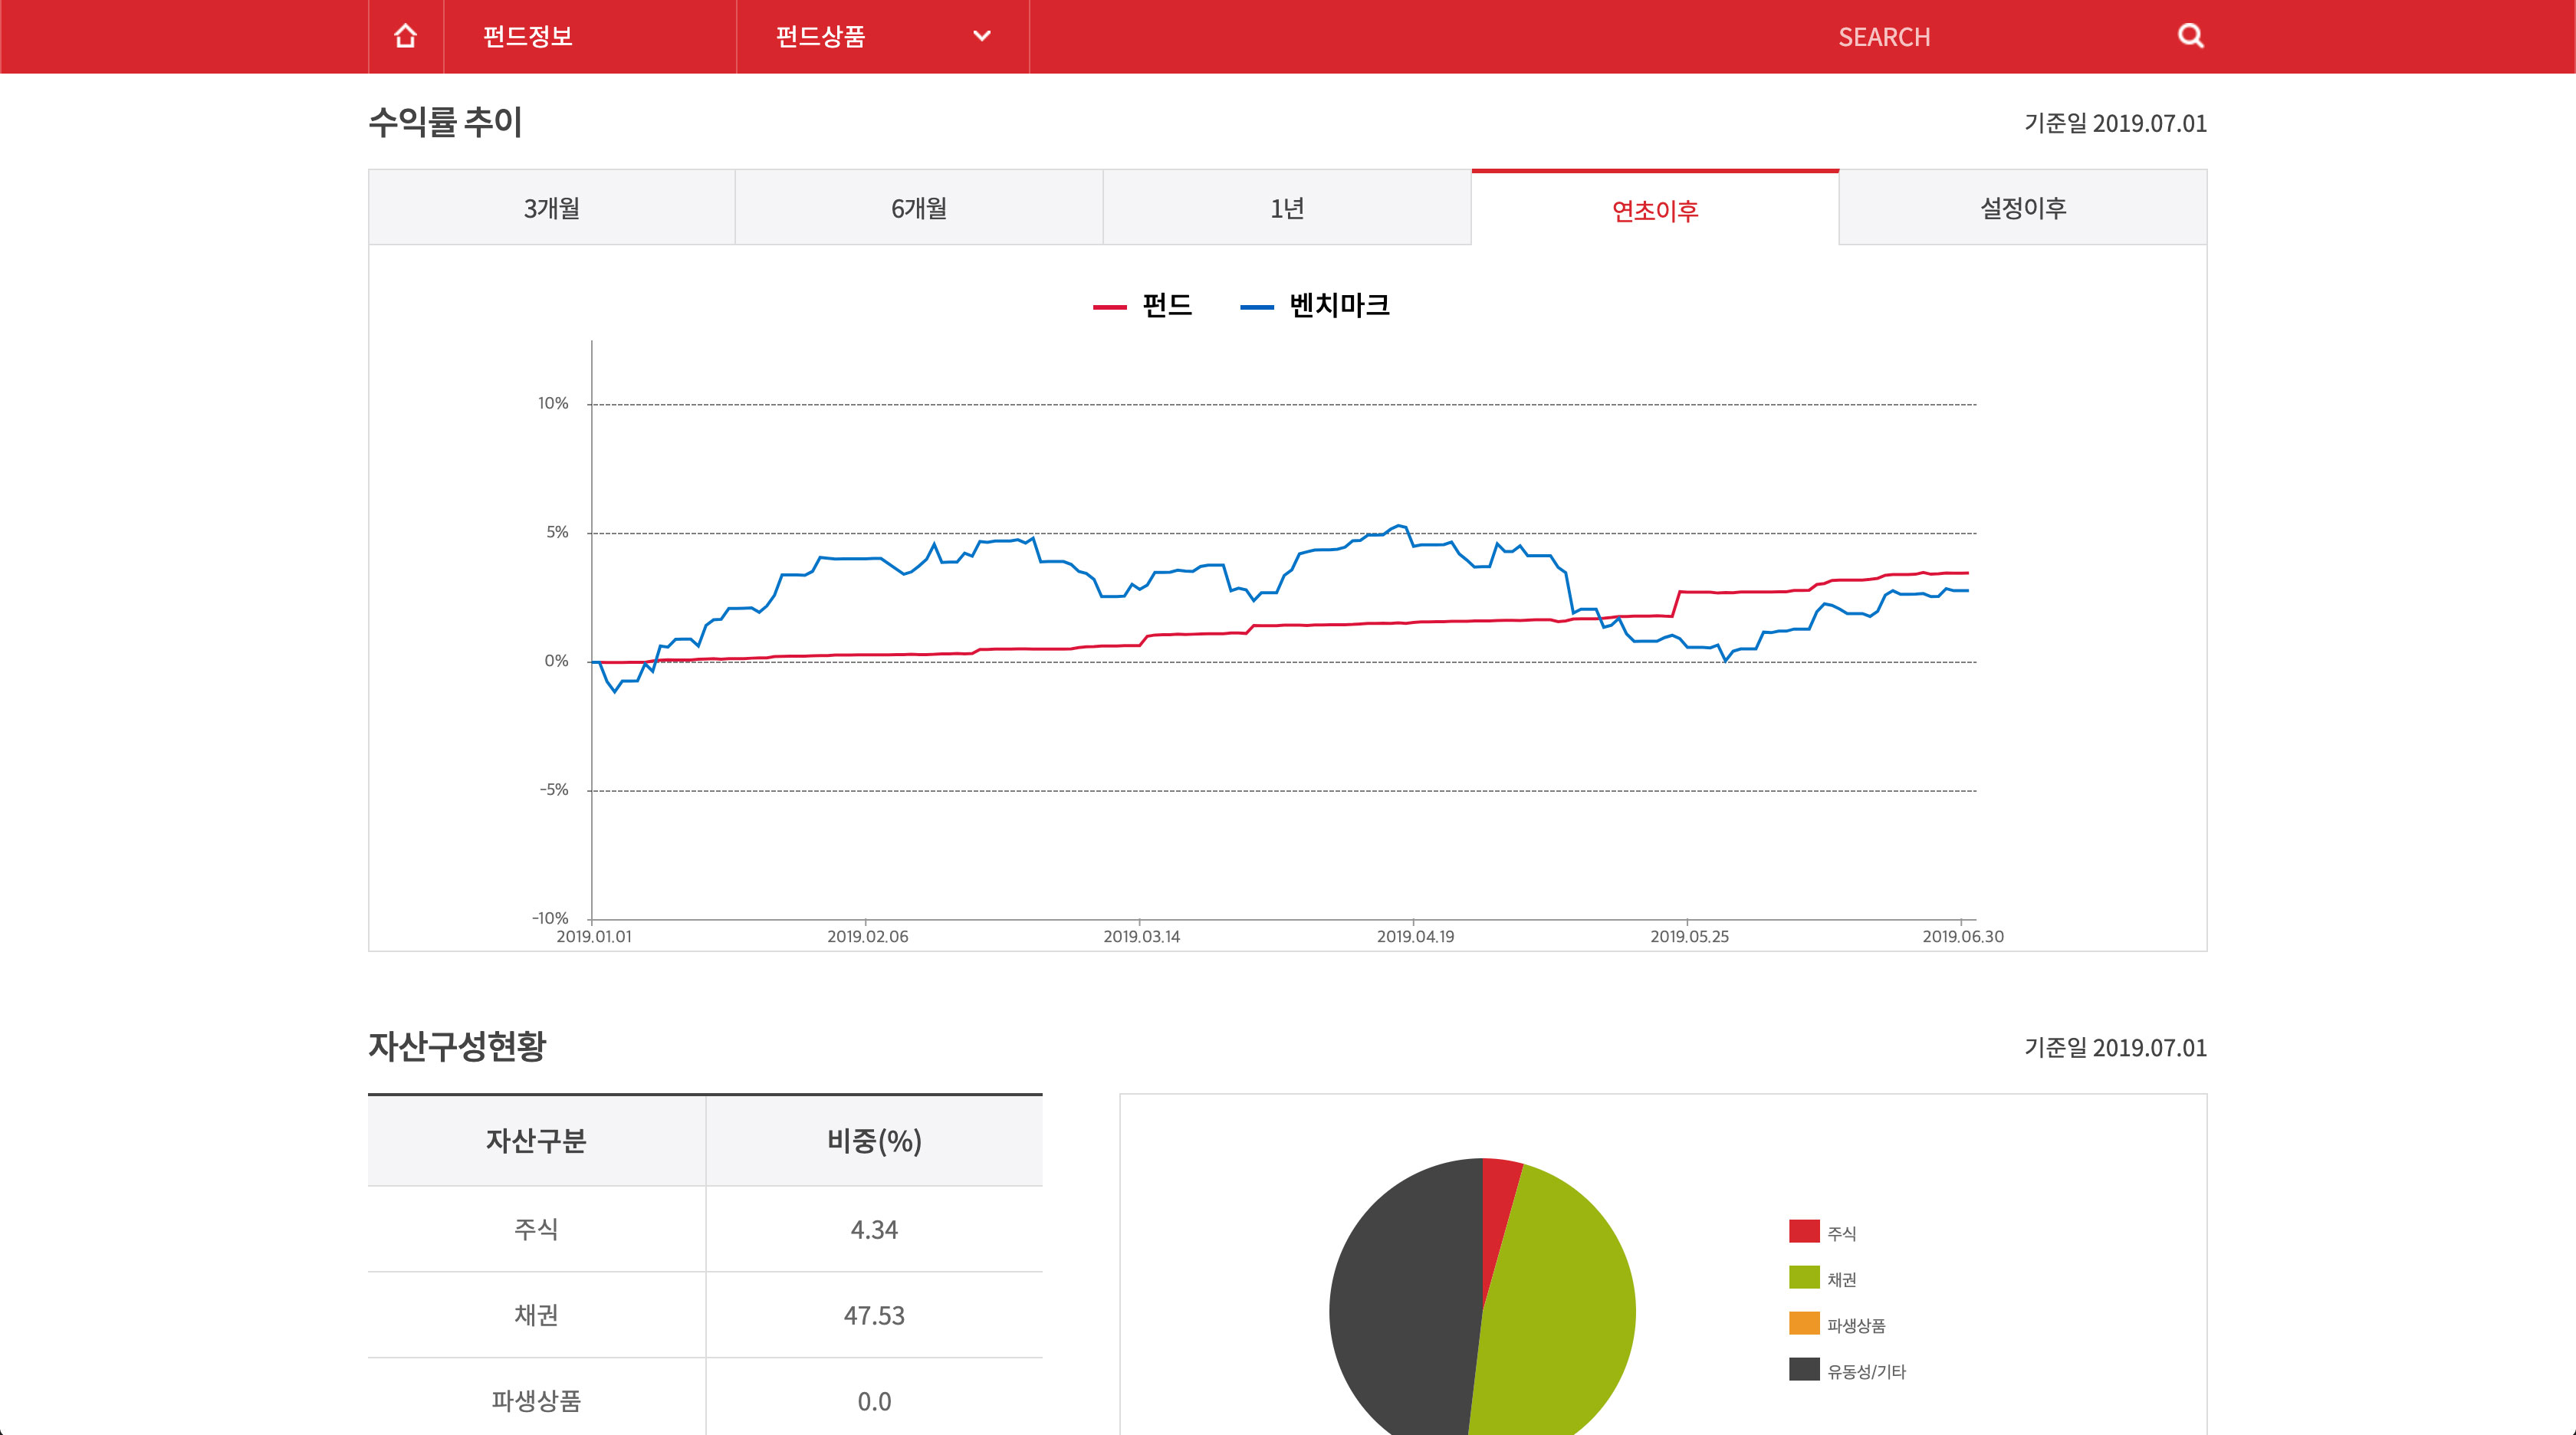 펀드정보
펀드상품
SEARCH
수익률 추이
기준일 2019.07.01
3개월
6개월
1년
연초이후
설정이후
펀드
벤치마크
10%
5%
0%
-5%
-10%
2019.01.01
2019.02.06
2019.03.14
2019.04.19
2019.05.25
2019.06.30
자산구성현황
기준일 2019.07.01
자산구분
비중(%)
주식
4.34
채권
47.53
파생상품
0.0
주식
채권
파생상품
유동성/기타